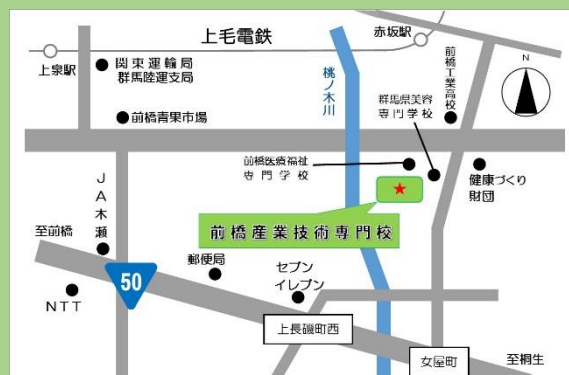 上毛電鉄
赤坂駅
上泉駅
関東運輸局
群馬陸運支局
桃ノ木川
前橋工業高校
N
群馬県美容
専門学校
前橋青果市場
前橋医療福祉
専門学校
健康づくり
財団
JA木瀬
至前橋
前橋産業技術専門校
郵便局
セブン
イレブン
50
NTT
上長磯町西
女屋町
至桐生